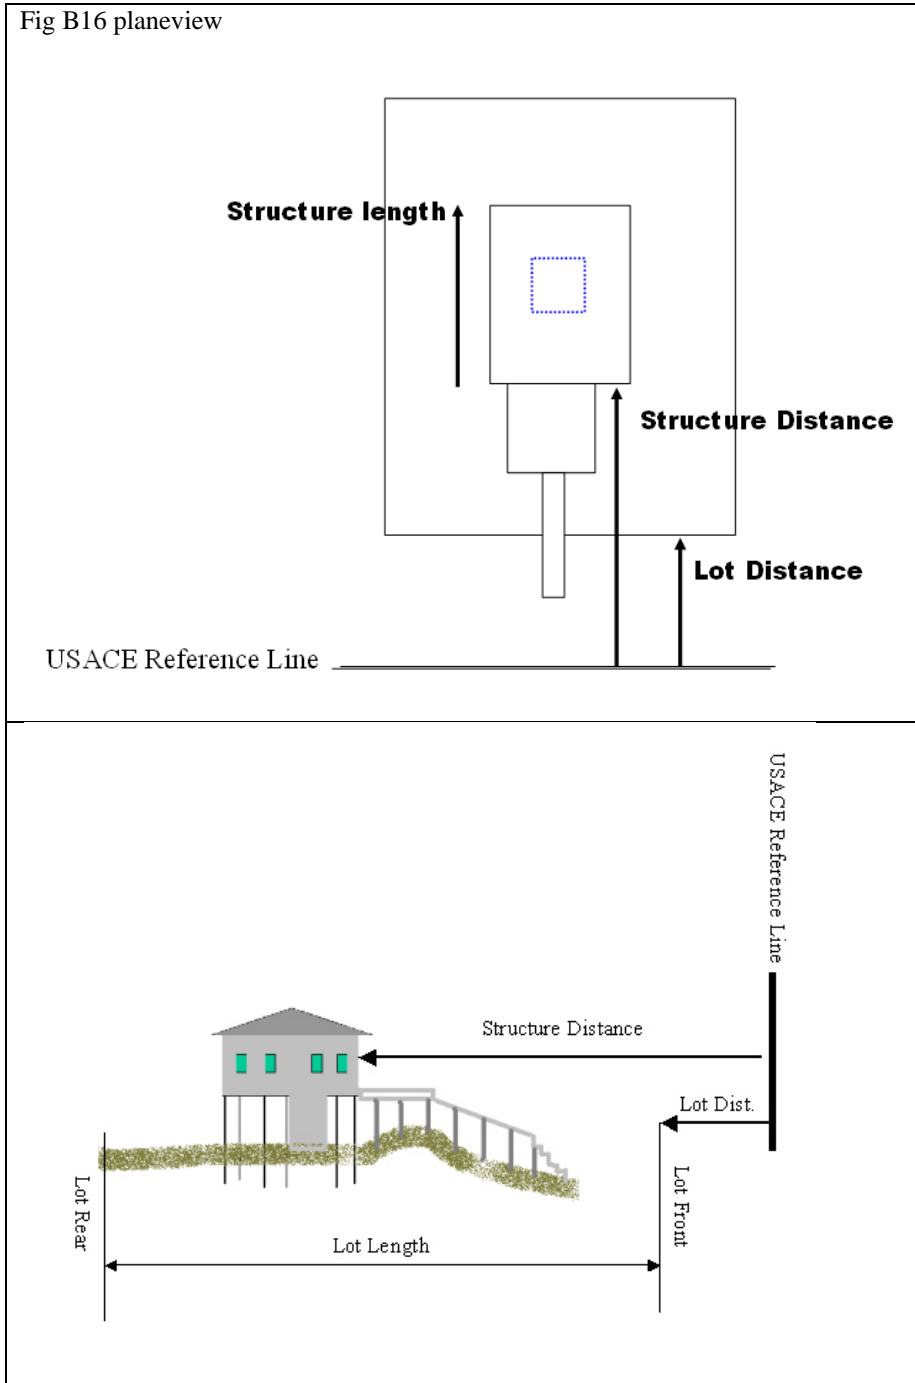 Fig B16 planeview
Structure length
Structure Distance
Lot Distance
USACE Reference Line
USACE Reference Line
Structure Distance
Lot Dist.
Lot Rear
Lot Front
Lot Length